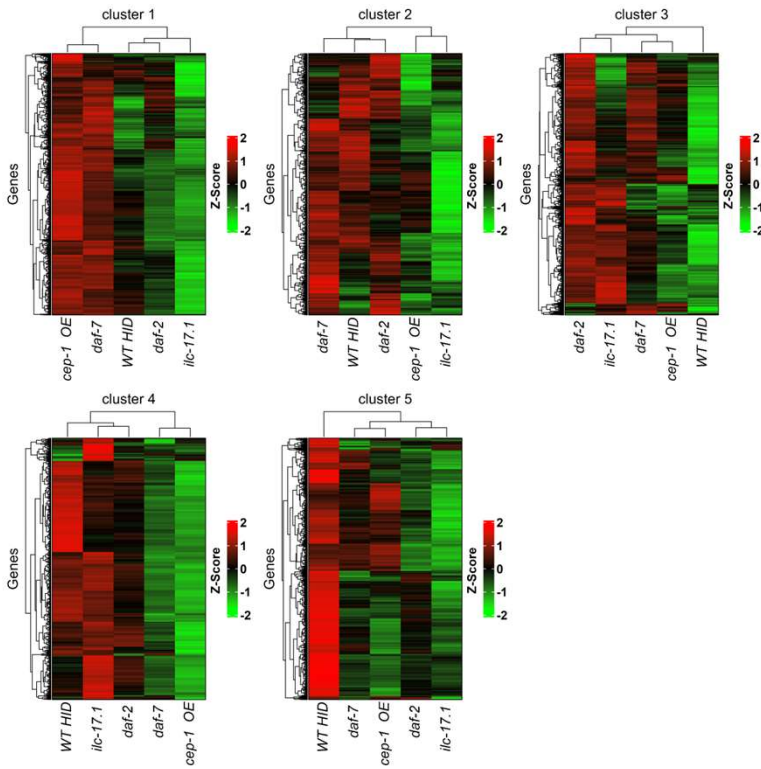 cluster 1
Genes
Z-Score
2
1
0
-1
-2
cep-1 OE
daf-7
WT HID
daf-2
ilc-17.1
cluster 2
Genes
Z-Score
2
1
0
-1
-2
daf-7
WT HID
daf-2
cep-1 OE
ilc-17.1
cluster 3
Genes
Z-Score
2
1
0
-1
-2
daf-2
ilc-17.1
daf-7
cep-1 OE
WT HID
cluster 4
Genes
Z-Score
2
1
0
-1
-2
WT HID
ilc-17.1
daf-2
daf-7
cep-1 OE
cluster 5
Genes
Z-Score
2
1
0
-1
-2
WT HID
daf-7
cep-1 OE
daf-2
ilc-17.1